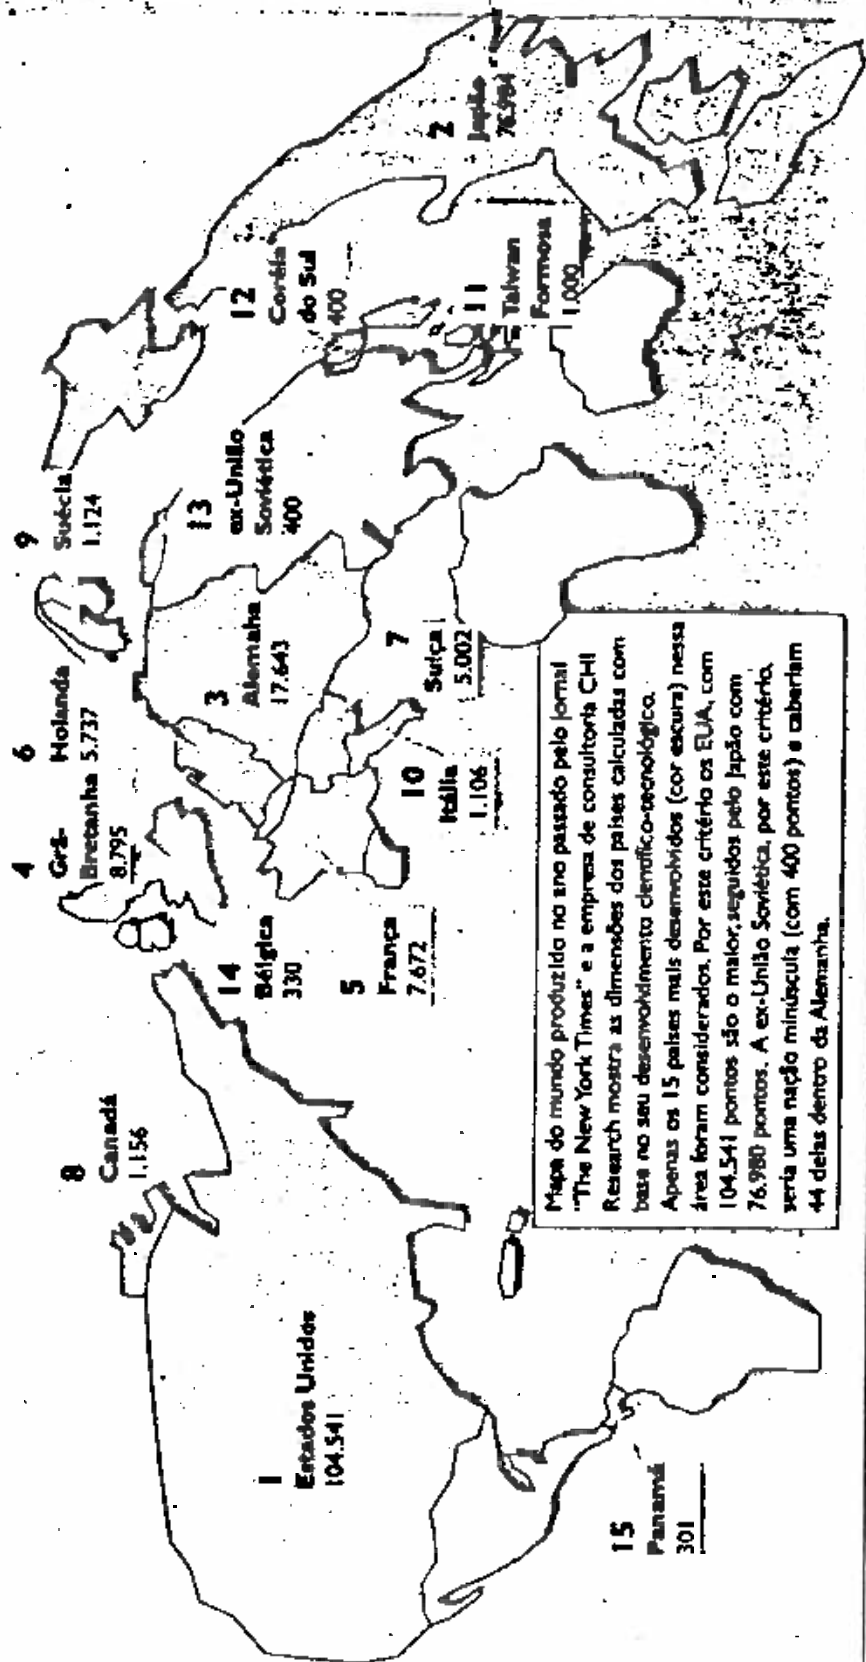 1
Estados Unidos
104.541
8
Canadá
1.156
4
Grã-
Bretanha
8.795
6
Holanda
5.737
9
Suécia
1.124
14
Bélgica
330
5
França
7.672
3
Alemanha
17.643
10
Itália
1.106
7
Suíça
5.002
13
ex-União
Soviética
400
12
Coréia
do Sul
400
11
Taiwan
Formosa
1.000
2
Japão
15
Panamá
301
Mapa do mundo produzido no ano passado pelo jornal
"The New York Times" e a empresa de consultoria CHI
Research mostra as dimensões dos países calculadas com
base no seu desenvolvimento científico-tecnológico.
Apenas os 15 países mais desenvolvidos (cor escura) nessa
área foram considerados. Por este critério os EUA, com
104.541 pontos são o maior, seguidos pelo Japão com
76.980 pontos. A ex-União Soviética, por este critério,
seria uma nação minúscula (com 400 pontos) e caberiam
44 delas dentro da Alemanha.